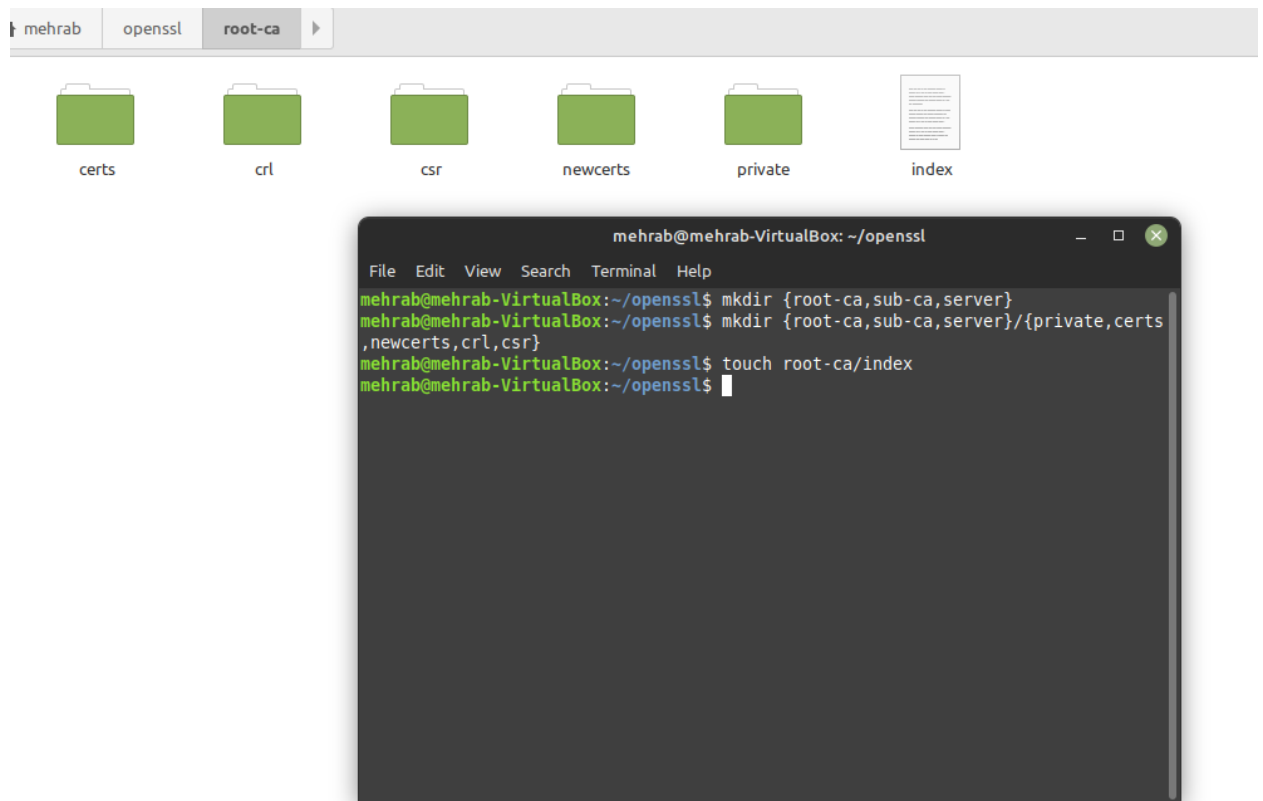 mehrab openssl root-ca
certs crl csr newcerts private index
mehrab@mehrab-VirtualBox: ~/openssl
File Edit View Search Terminal Help
mehrab@mehrab-VirtualBox:~/openssl$ mkdir {root-ca,sub-ca,server}
mehrab@mehrab-VirtualBox:~/openssl$ mkdir {root-ca,sub-ca,server}/{private,certs
,newcerts,crl,csr}
mehrab@mehrab-VirtualBox:~/openssl$ touch root-ca/index
mehrab@mehrab-VirtualBox:~/openssl$